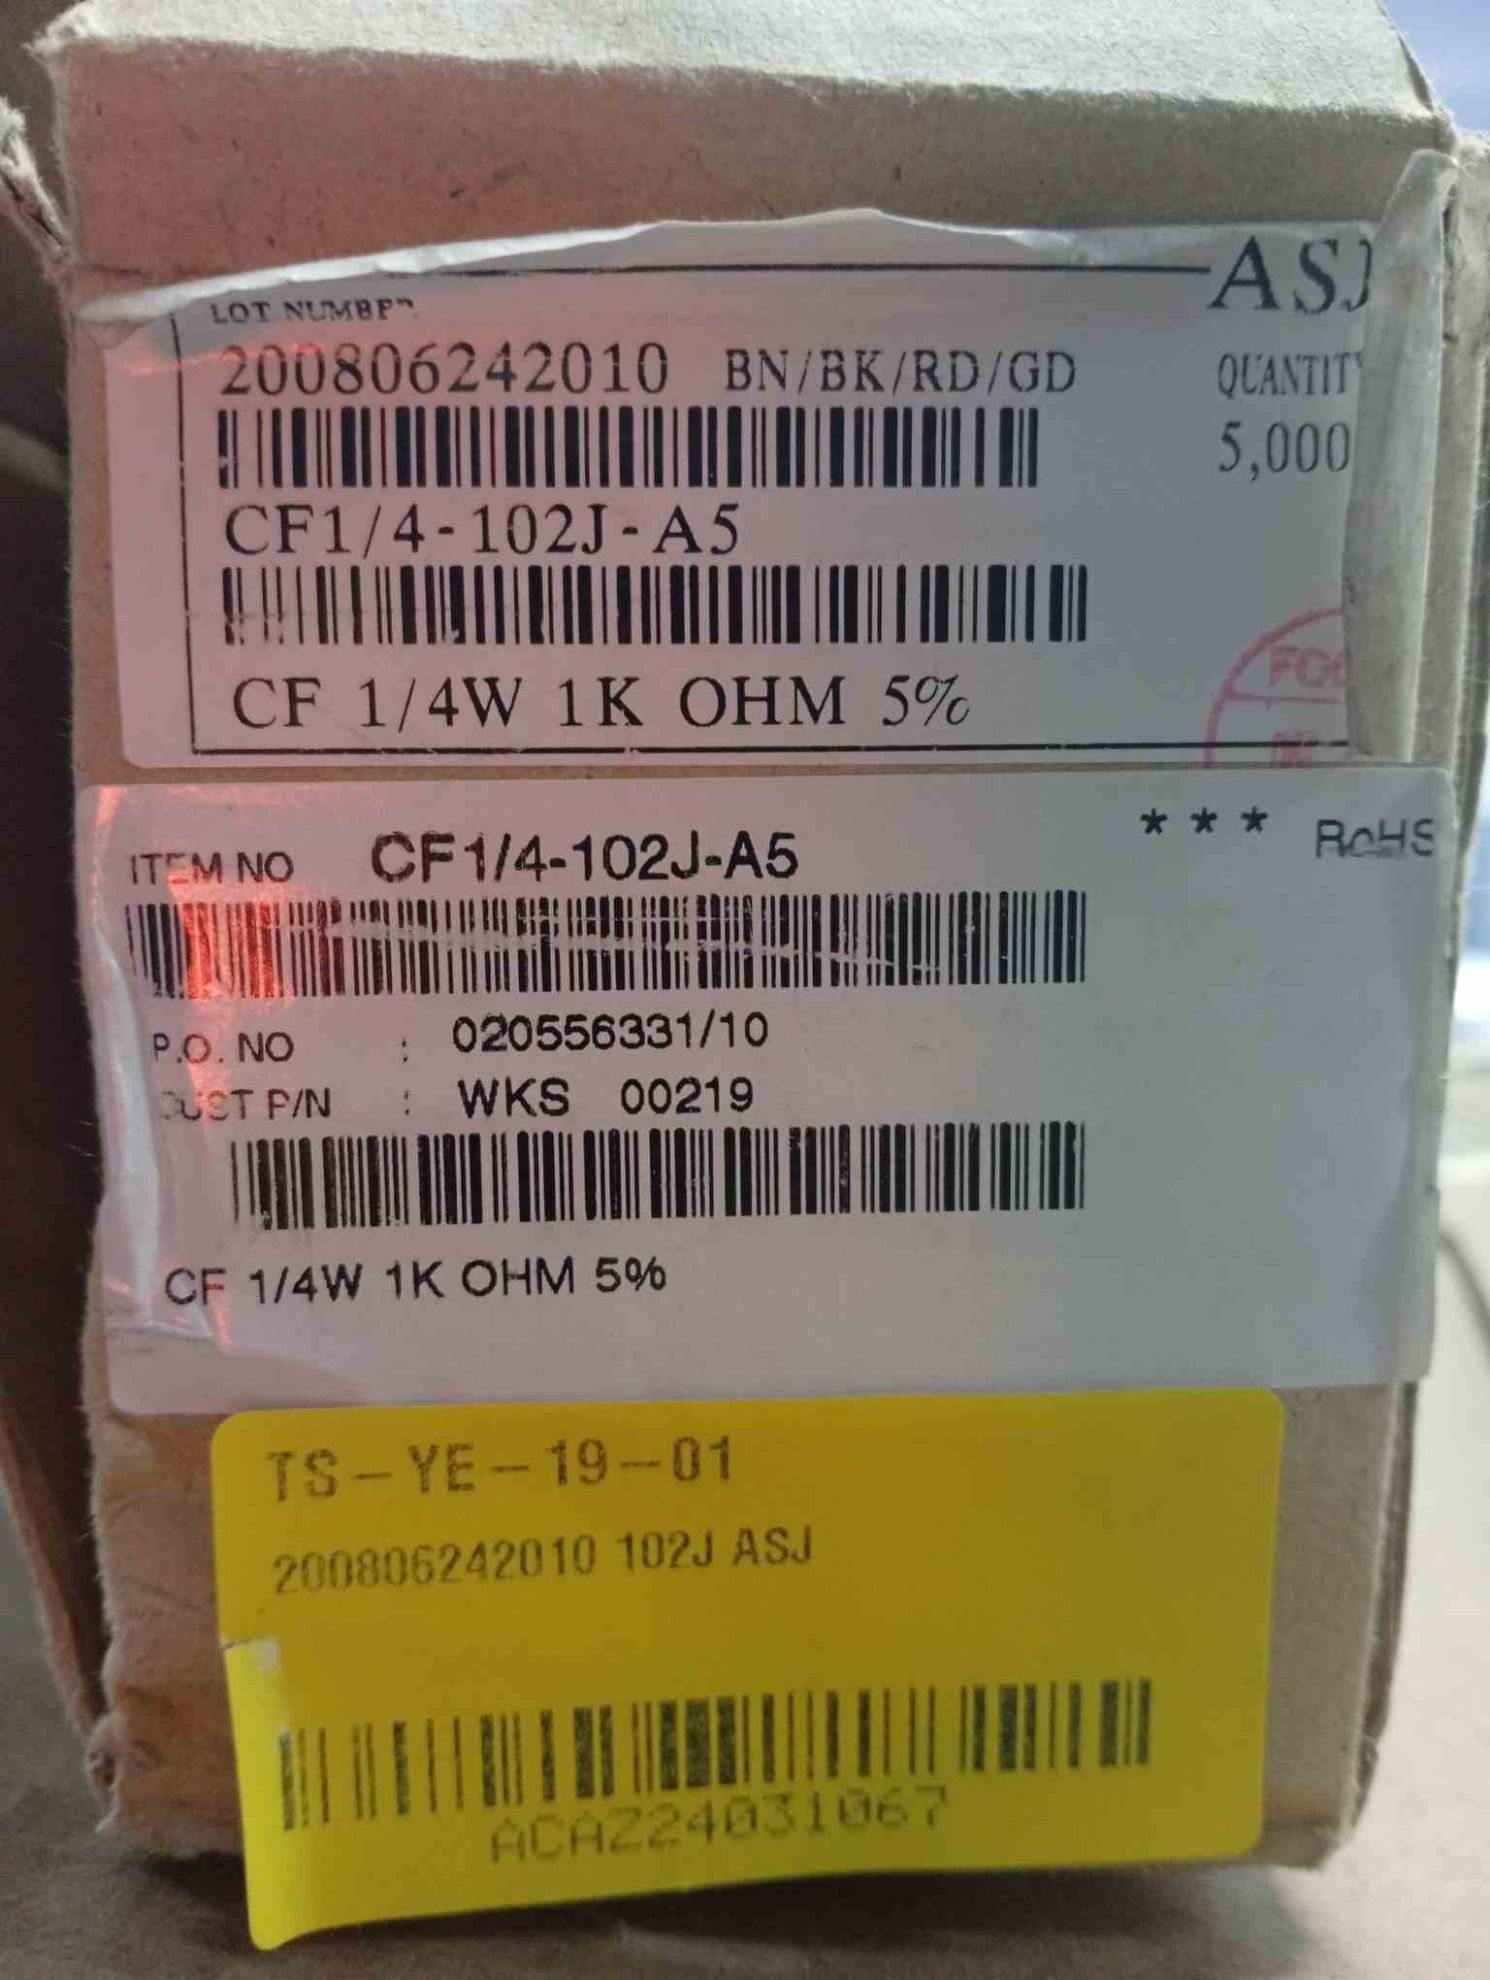 ASJ
LOT NUMBER
200806242010 BN/BK/RD/GD
QUANTITY
5,000
CF1/4-102J-A5
CF 1/4W 1K OHM 5%
*** RoHS
ITEM NO CF1/4-102J-A5
P.O. NO : 020556331/10
CUST P/N : WKS 00219
CF 1/4W 1K OHM 5%
TS-YE-19-01
200806242010 102J ASJ
ACAZ24031067